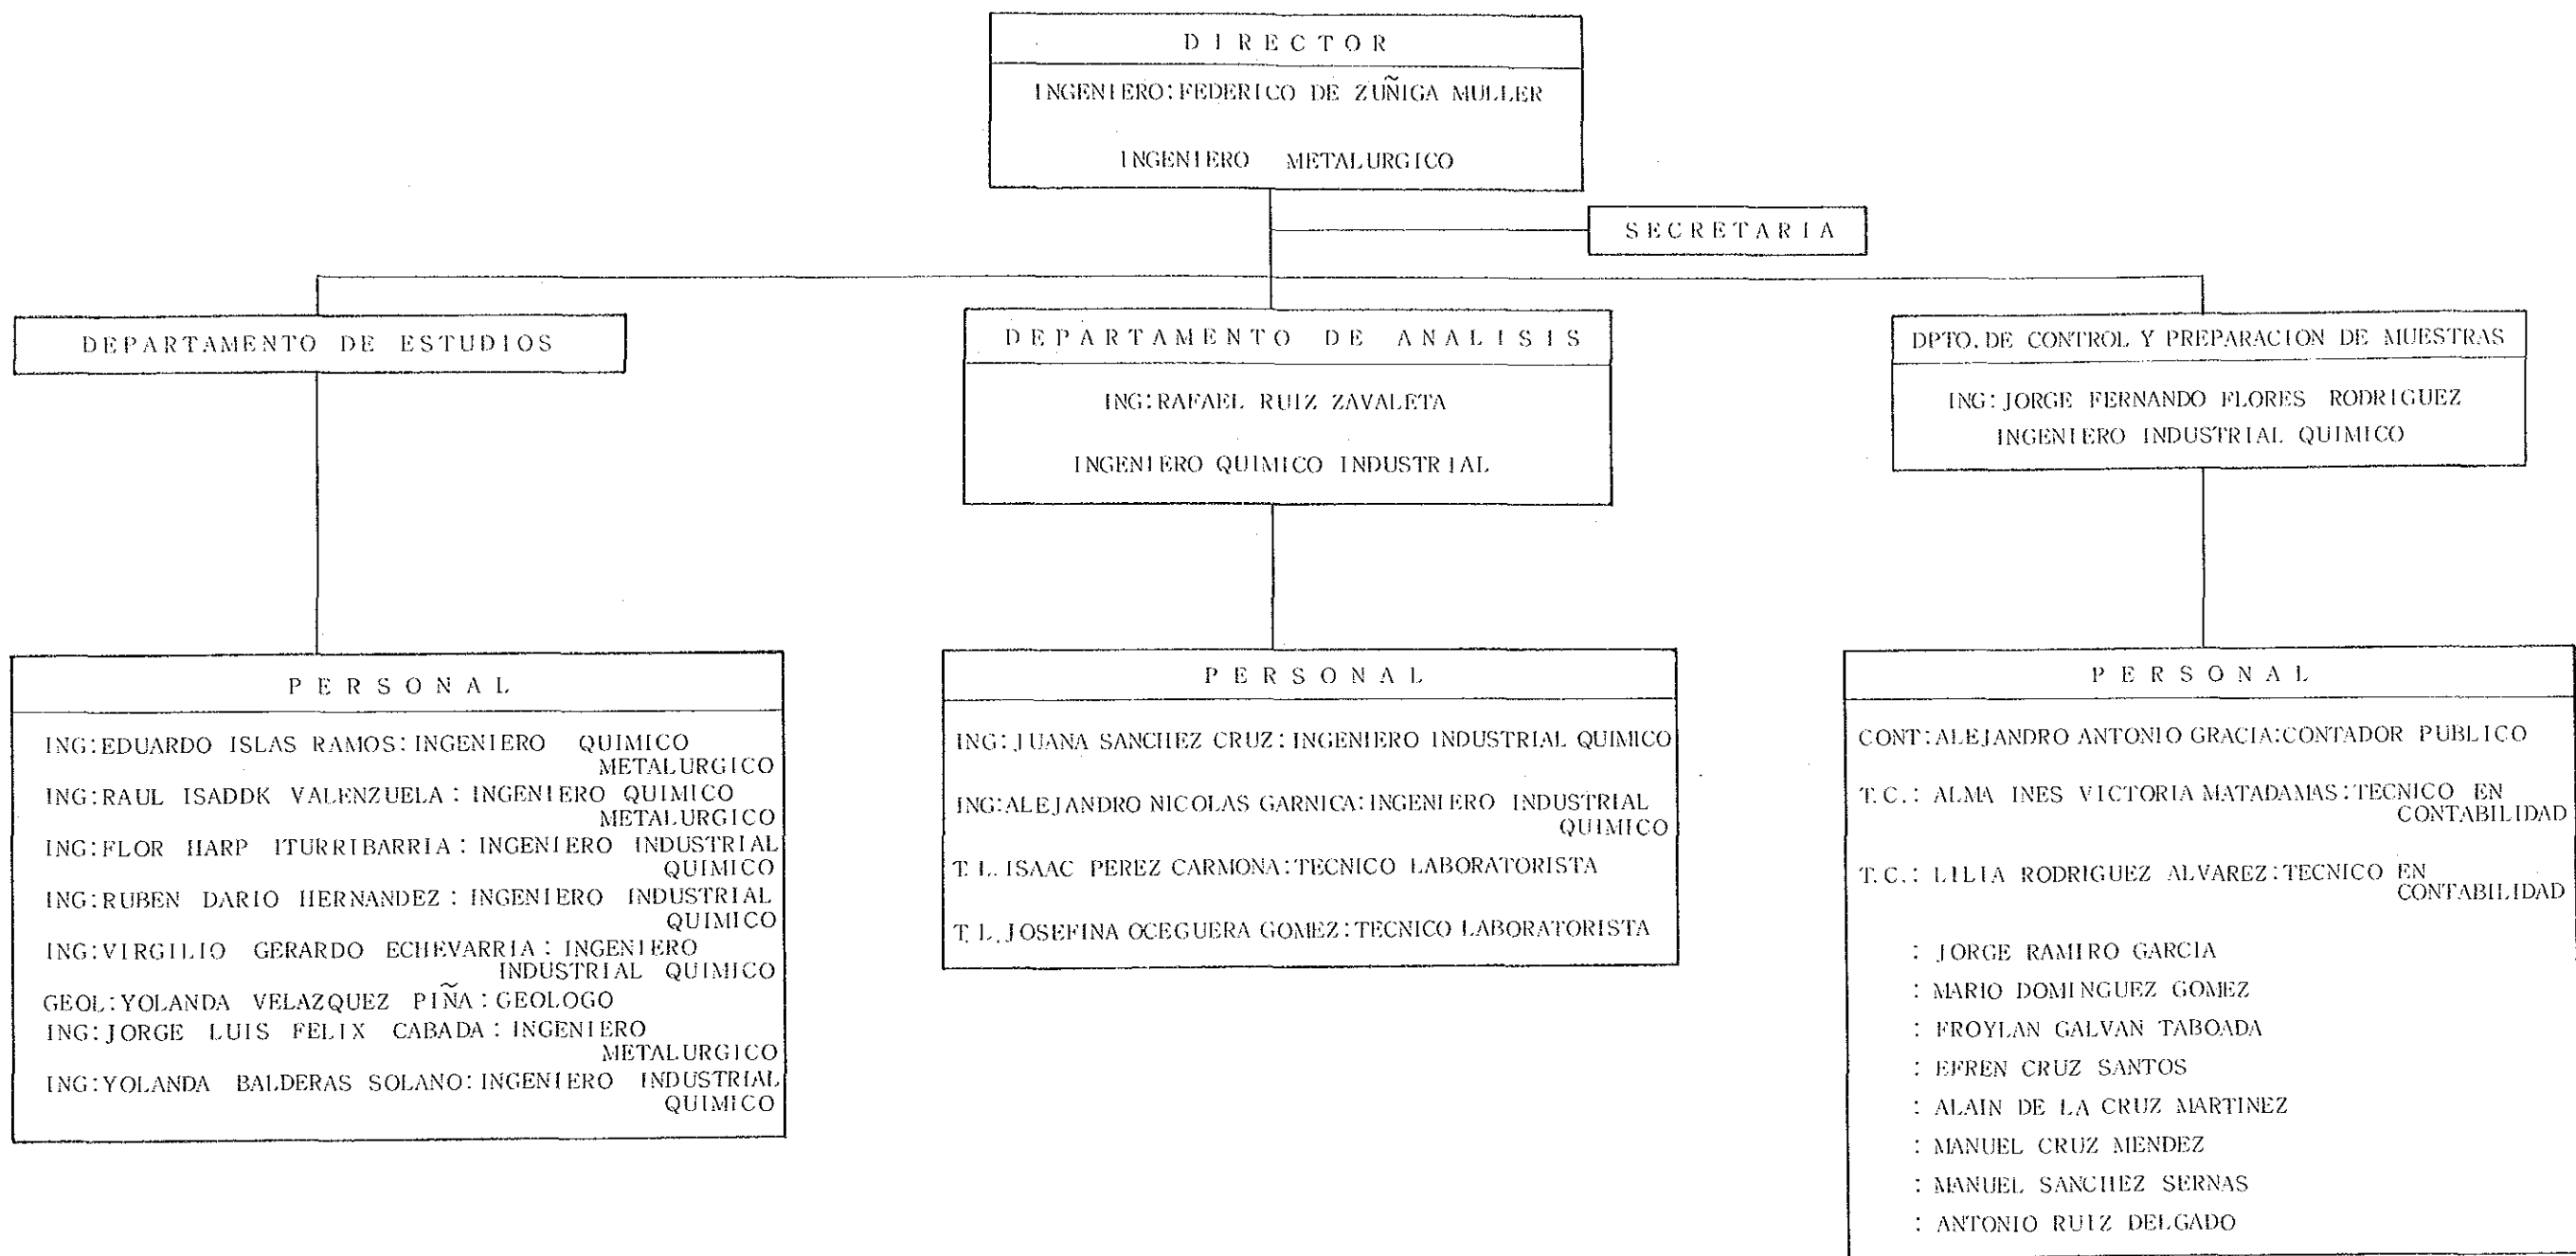 DIRECTOR
INGENIERO:FEDERICO DE ZUÑIGA MULLER
INGENIERO METALURGICO
SECRETARIA
DEPARTAMENTO DE ESTUDIOS
DEPARTAMENTO DE ANALISIS
ING:RAFAEL RUIZ ZAVALETA
INGENIERO QUIMICO INDUSTRIAL
DPTO. DE CONTROL Y PREPARACION DE MUESTRAS
ING:JORGE FERNANDO FLORES RODRIGUEZ
INGENIERO INDUSTRIAL QUIMICO
PERSONAL
ING:EDUARDO ISLAS RAMOS:INGENIERO QUIMICO
METALURGICO
ING:RAUL ISADDK VALENZUELA: INGENIERO QUIMICO
METALURGICO
ING:FLOR HARP ITURRIBARRIA: INGENIERO INDUSTRIAL
QUIMICO
ING:RUBEN DARIO HERNANDEZ: INGENIERO INDUSTRIAL
QUIMICO
ING:VIRGILIO GERARDO ECHEVARRIA: INGENIERO
INDUSTRIAL QUIMICO
GEOL:YOLANDA VELAZQUEZ PIÑA:GEOLOGO
ING:JORGE LUIS FELIX CABADA: INGENIERO
METALURGICO
ING:YOLANDA BALDERAS SOLANO:INGENIERO INDUSTRIAL
QUIMICO
PERSONAL
ING:JUANA SANCHEZ CRUZ:INGENIERO INDUSTRIAL QUIMICO
ING:ALEJANDRO NICOLAS GARNICA:INGENIERO INDUSTRIAL
QUIMICO
T.L.ISAAC PEREZ CARMONA:TECNICO LABORATORISTA
T.L.JOSEFINA OCEGUERA GOMEZ:TECNICO LABORATORISTA
PERSONAL
CONT:ALEJANDRO ANTONIO GRACIA:CONTADOR PUBLICO
T.C.: ALMA INES VICTORIA MATADAMAS:TECNICO EN
CONTABILIDAD
T.C.: LILIA RODRIGUEZ ALVAREZ:TECNICO EN
CONTABILIDAD
: JORGE RAMIRO GARCIA
: MARIO DOMINGUEZ GOMEZ
: FROYLAN GALVAN TABOADA
: EFREN CRUZ SANTOS
: ALAIN DE LA CRUZ MARTINEZ
: MANUEL CRUZ MENDEZ
: MANUEL SANCHEZ SERNAS
: ANTONIO RUIZ DELGADO